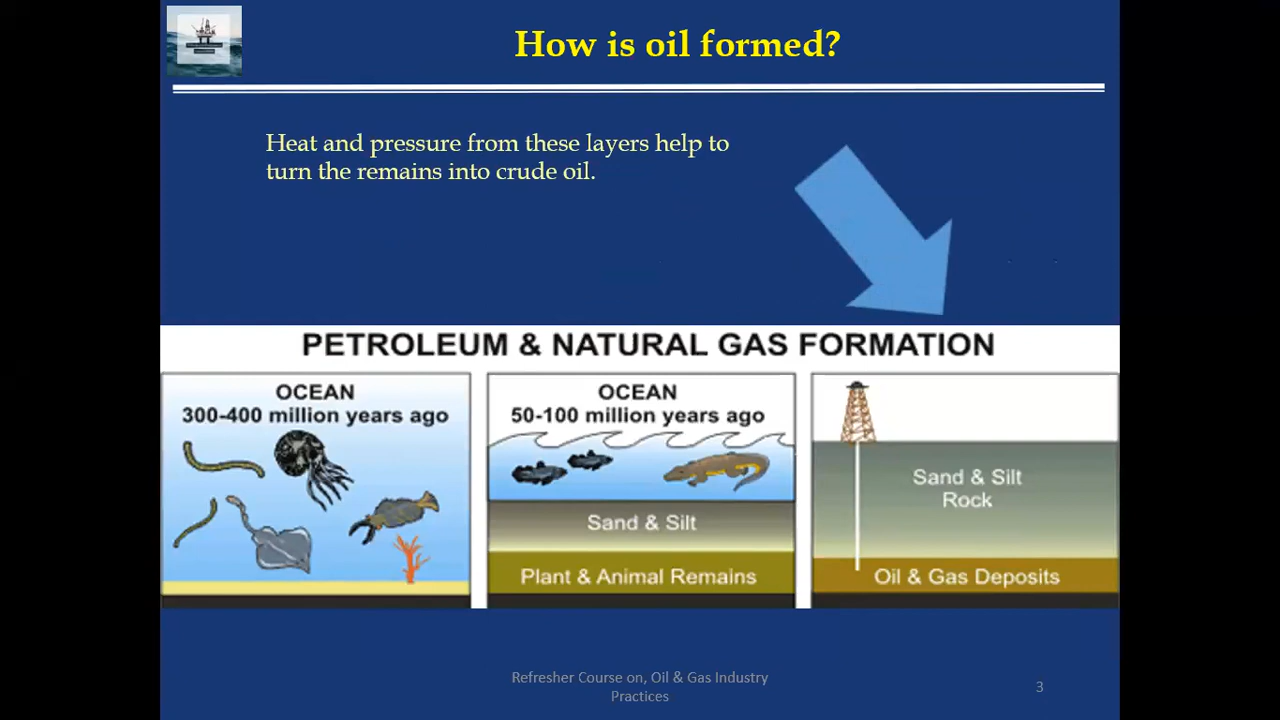 How is oil formed?
Heat and pressure from these layers help to
turn the remains into crude oil.
PETROLEUM & NATURAL GAS FORMATION
OCEAN
300-400 million years ago
OCEAN
50-100 million years ago
Sand & Silt
Plant & Animal Remains
Sand & Silt
Rock
Oil & Gas Deposits
Refresher Course on, Oil & Gas Industry
Practices
3